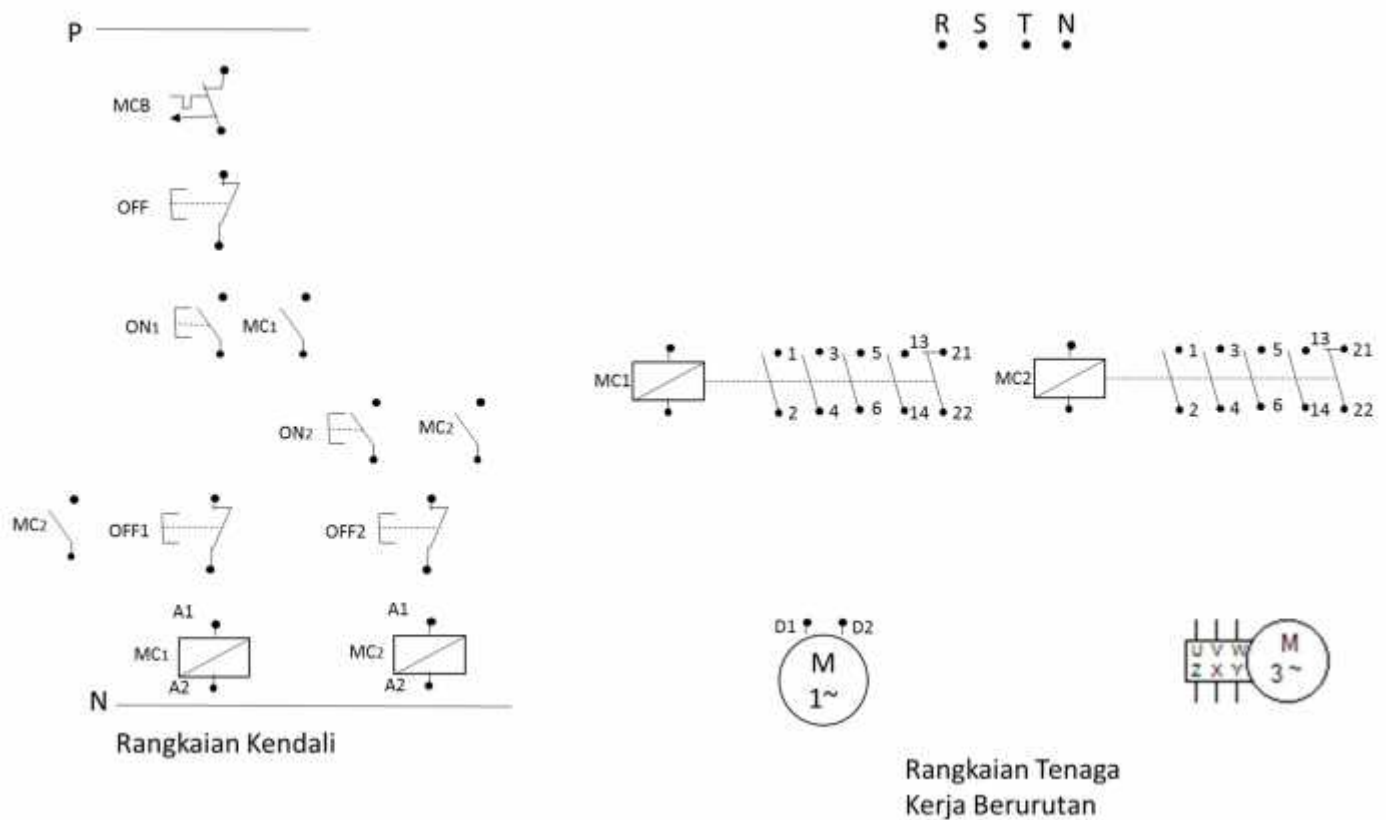 P
R S T N
MCB
OFF
ON1
MC1
MC1
1 3 5 13 21
2 4 6 14 22
MC2
1 3 5 13 21
2 4 6 14 22
ON2
MC2
MC2
OFF1
OFF2
A1
MC1
A2
A1
MC2
A2
N
D1 D2
M
1~
U V W
Z X Y
M
3~
Rangkaian Kendali
Rangkaian Tenaga
Kerja Berurutan